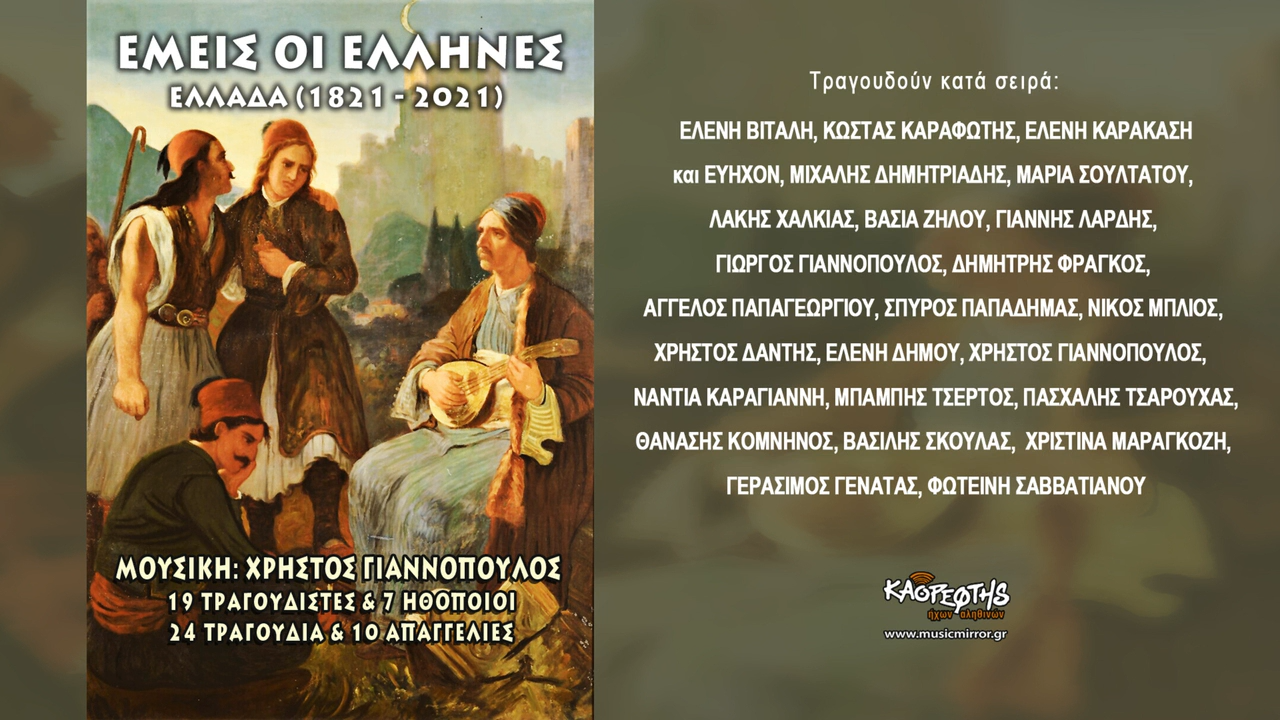 ΕΜΕΙΣ ΟΙ ΕΛΛΗΝΕΣ
ΕΛΛΑΔΑ (1821 - 2021)
ΜΟΥΣΙΚΗ: ΧΡΗΣΤΟΣ ΓΙΑΝΝΟΠΟΥΛΟΣ
19 ΤΡΑΓΟΥΔΙΣΤΕΣ & 7 ΗΘΟΠΟΙΟΙ
24 ΤΡΑΓΟΥΔΙΑ & 10 ΑΠΑΓΓΕΛΙΕΣ
Τραγουδούν κατά σειρά:
ΕΛΕΝΗ ΒΙΤΑΛΗ, ΚΩΣΤΑΣ ΚΑΡΑΦΩΤΗΣ, ΕΛΕΝΗ ΚΑΡΑΚΑΣΗ
και ΕΥΗΧΟΝ, ΜΙΧΑΛΗΣ ΔΗΜΗΤΡΙΑΔΗΣ, ΜΑΡΙΑ ΣΟΥΛΤΑΤΟΥ,
ΛΑΚΗΣ ΧΑΛΚΙΑΣ, ΒΑΣΙΑ ΖΗΛΟΥ, ΓΙΑΝΝΗΣ ΛΑΡΔΗΣ,
ΓΙΩΡΓΟΣ ΓΙΑΝΝΟΠΟΥΛΟΣ, ΔΗΜΗΤΡΗΣ ΦΡΑΓΚΟΣ,
ΑΓΓΕΛΟΣ ΠΑΠΑΓΕΩΡΓΙΟΥ, ΣΠΥΡΟΣ ΠΑΠΑΔΗΜΑΣ, ΝΙΚΟΣ ΜΠΛΙΟΣ,
ΧΡΗΣΤΟΣ ΔΑΝΤΗΣ, ΕΛΕΝΗ ΔΗΜΟΥ, ΧΡΗΣΤΟΣ ΓΙΑΝΝΟΠΟΥΛΟΣ,
ΝΑΝΤΙΑ ΚΑΡΑΓΙΑΝΝΗ, ΜΠΑΜΠΗΣ ΤΣΕΡΤΟΣ, ΠΑΣΧΑΛΗΣ ΤΣΑΡΟΥΧΑΣ,
ΘΑΝΑΣΗΣ ΚΟΜΝΗΝΟΣ, ΒΑΣΙΛΗΣ ΣΚΟΥΛΑΣ, ΧΡΙΣΤΙΝΑ ΜΑΡΑΓΚΟΖΗ,
ΓΕΡΑΣΙΜΟΣ ΓΕΝΑΤΑΣ, ΦΩΤΕΙΝΗ ΣΑΒΒΑΤΙΑΝΟΥ
ΚΑΘΡΕΦΤΗΣ
ήχων αληθινών
www.musicmirror.gr